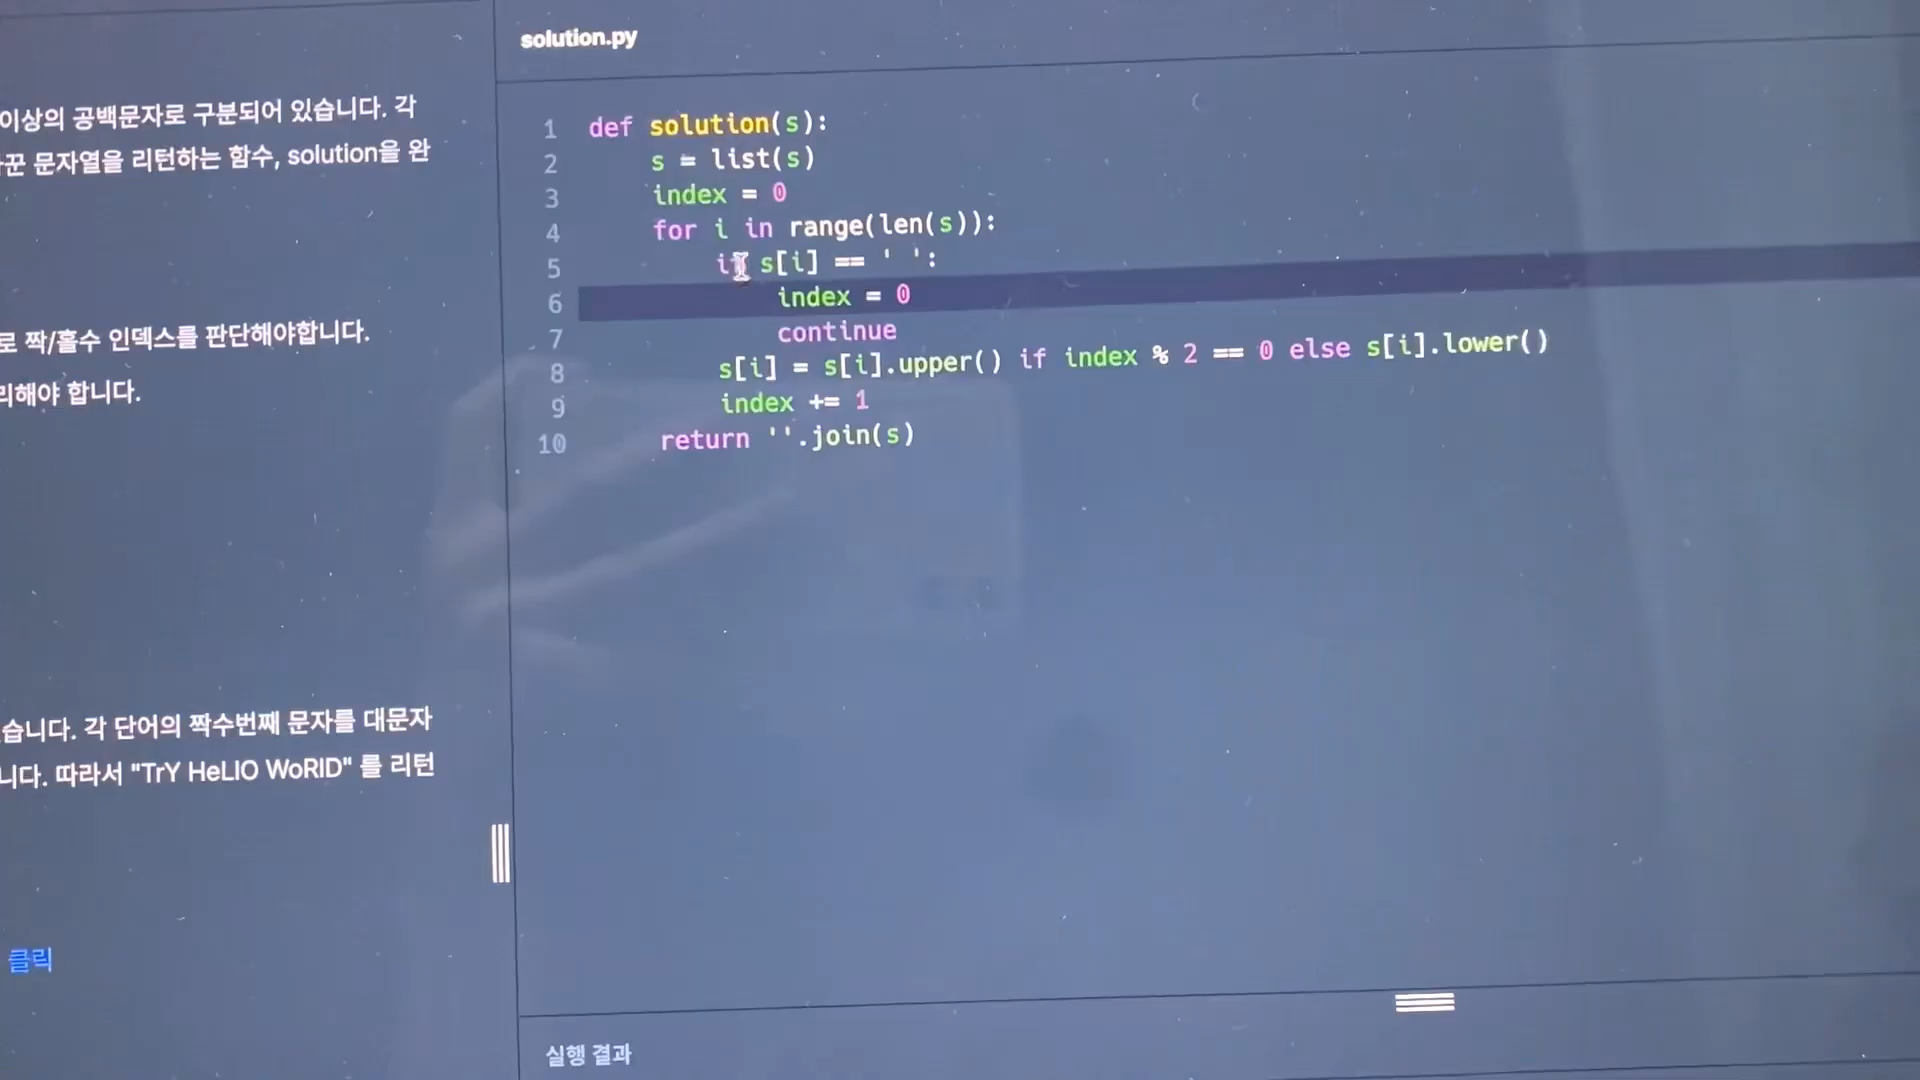 이상의 공백문자로 구분되어 있습니다. 각
꾼 문자열을 리턴하는 함수, solution을 완
로 짝/홀수 인덱스를 판단해야합니다.
리해야 합니다.
습니다. 각 단어의 짝수번째 문자를 대문자
니다. 따라서 "TrY HeLlO WoRlD" 를 리턴
클릭
solution.py
1 def solution(s):
2 s = list(s)
3 index = 0
4 for i in range(len(s)):
5 if s[i] == ' ':
6 index = 0
7 continue
8 s[i] = s[i].upper() if index % 2 == 0 else s[i].lower()
9 index += 1
10 return ''.join(s)
실행 결과